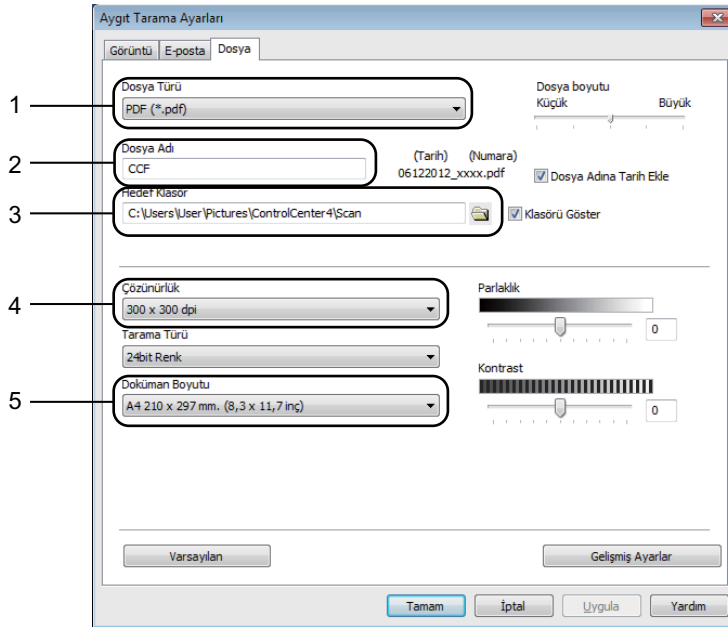 Aygıt Tarama Ayarları
Görüntü E-posta Dosya
1
Dosya Türü
PDF (*.pdf)
Dosya boyutu
Küçük Büyük
2
Dosya Adı
CCF
(Tarih) (Numara)
06122012_xxxx.pdf
Dosya Adına Tarih Ekle
3
Hedef Klasör
C:\Users\User\Pictures\ControlCenter4\Scan
Klasörü Göster
4
Çözünürlük
300 x 300 dpi
Tarama Türü
24bit Renk
5
Doküman Boyutu
A4 210 x 297 mm. (8,3 x 11,7 inç)
Parlaklık
0
Kontrast
0
Varsayılan
Gelişmiş Ayarlar
Tamam İptal Uygula Yardım